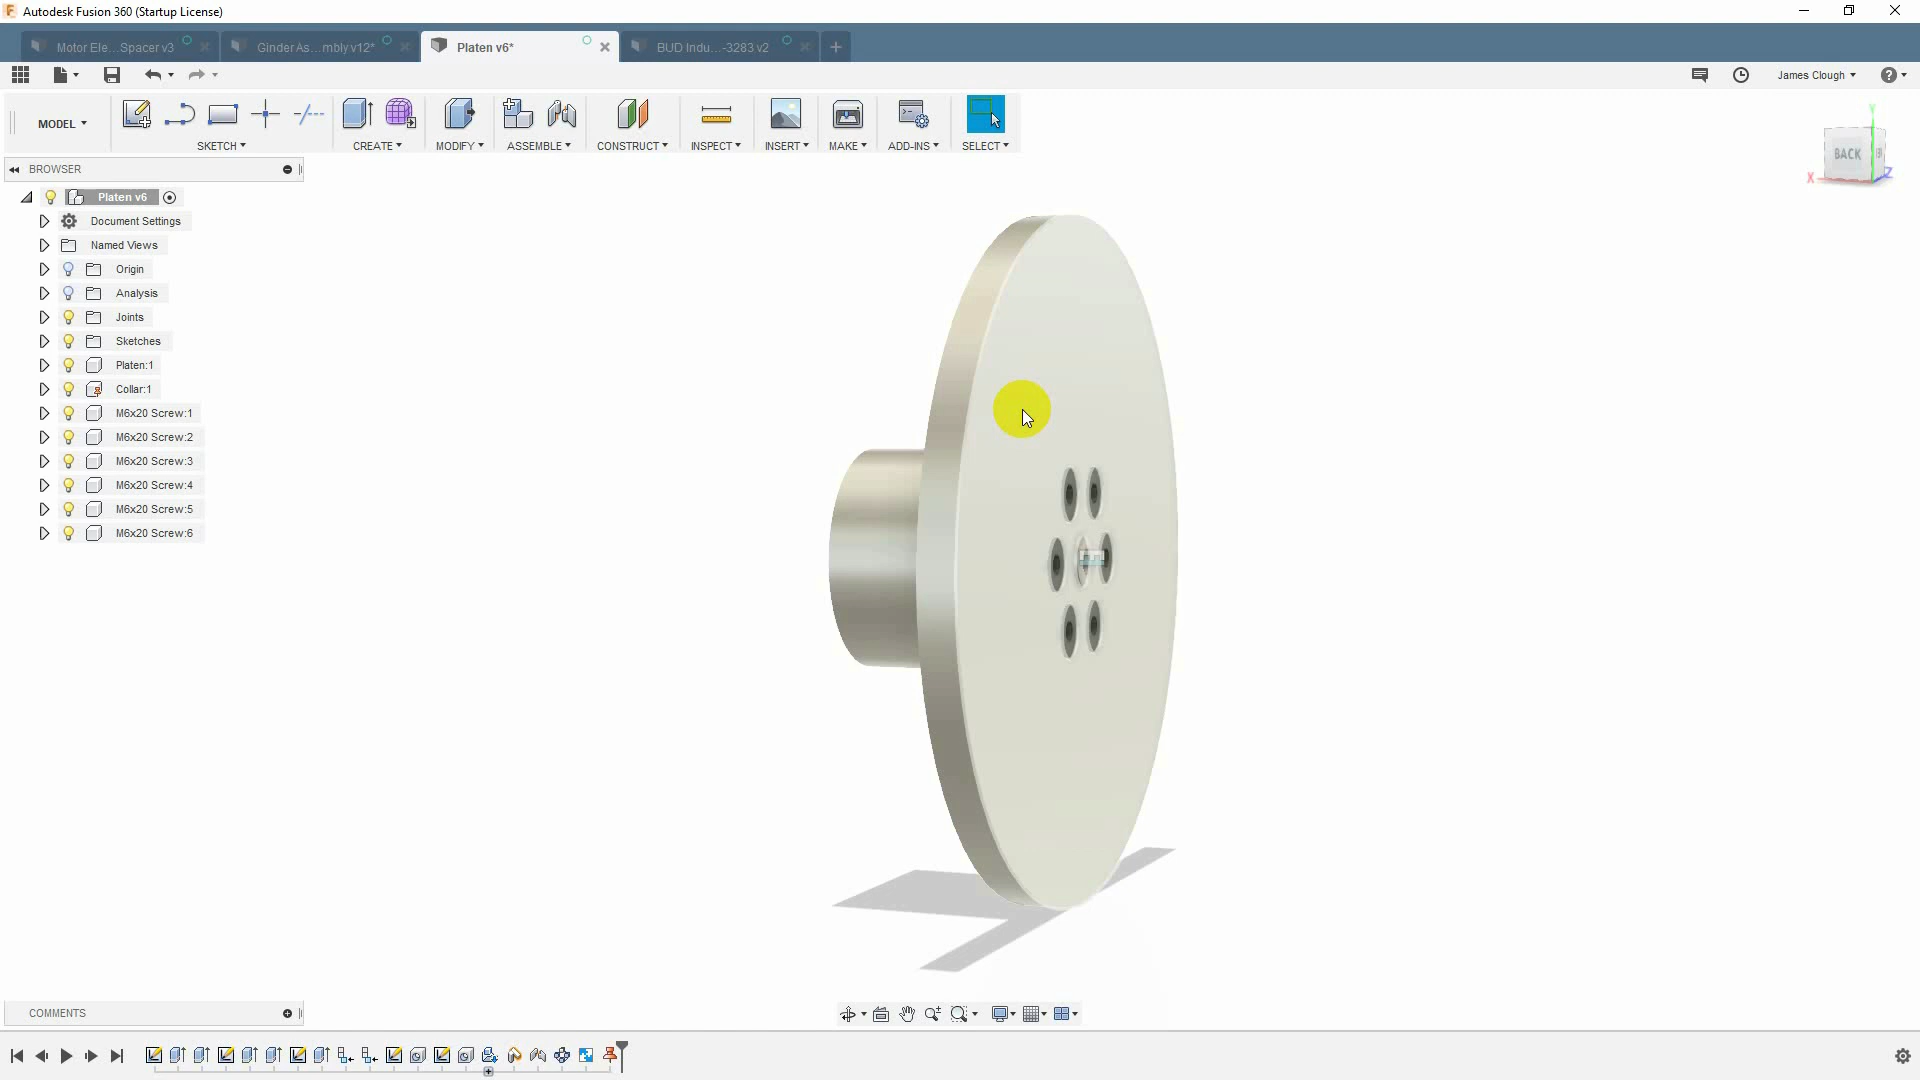 Autodesk Fusion 360 (Startup License)
Motor Ele...Spacer v3
Ginder As...mbly v12*
Platen v6*
BUD Indu...-3283 v2
James Clough
MODEL
SKETCH
CREATE
MODIFY
ASSEMBLE
CONSTRUCT
INSPECT
INSERT
MAKE
ADD-INS
SELECT
BROWSER
Platen v6
Document Settings
Named Views
Origin
Analysis
Joints
Sketches
Platen:1
Collar:1
M6x20 Screw:1
M6x20 Screw:2
M6x20 Screw:3
M6x20 Screw:4
M6x20 Screw:5
M6x20 Screw:6
Y
BACK
X
Z
COMMENTS